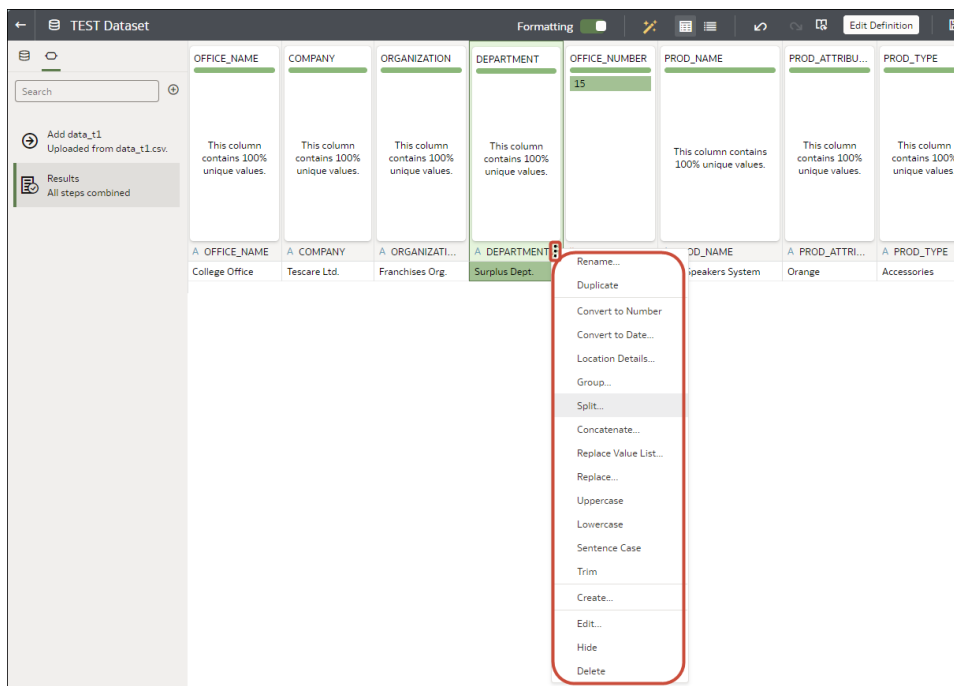 TEST Dataset
Formatting
Edit Definition
Search
Add data_t1
Uploaded from data_t1.csv.
Results
All steps combined
OFFICE_NAME
COMPANY
ORGANIZATION
DEPARTMENT
OFFICE_NUMBER
PROD_NAME
PROD_ATTRIBU...
PROD_TYPE
15
This column
contains 100%
unique values.
This column
contains 100%
unique values.
This column
contains 100%
unique values.
This column
contains 100%
unique values.
This column contains
100% unique values.
This column
contains 100%
unique values.
This column
contains 100%
unique values
A OFFICE_NAME
A COMPANY
A ORGANIZATI...
A DEPARTMENT
OD_NAME
A PROD_ATTRI...
A PROD_TYPE
College Office
Tescare Ltd.
Franchises Org.
Surplus Dept.
Speakers System
Orange
Accessories
Rename...
Duplicate
Convert to Number
Convert to Date...
Location Details...
Group...
Split...
Concatenate...
Replace Value List...
Replace...
Uppercase
Lowercase
Sentence Case
Trim
Create...
Edit...
Hide
Delete